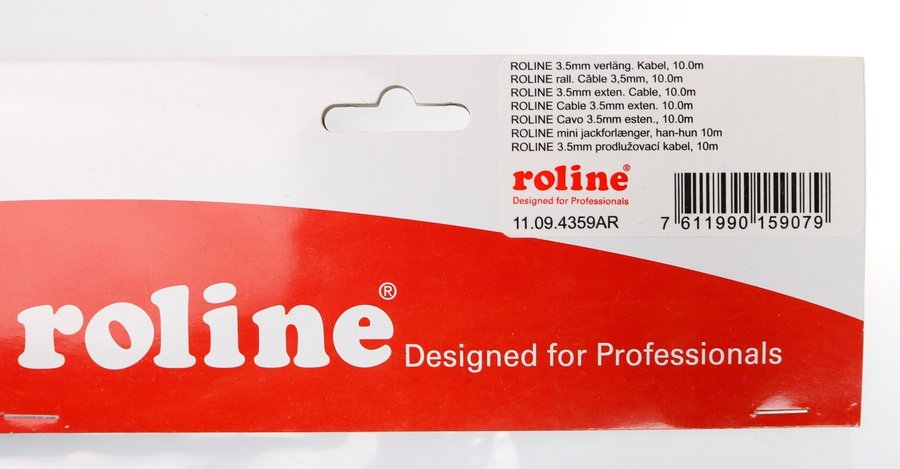 ROLINE 3.5mm verläng. Kabel, 10.0m
ROLINE rall. Câble 3,5mm, 10.0m
ROLINE 3.5mm exten. Cable, 10.0m
ROLINE Cable 3.5mm exten. 10.0m
ROLINE Cavo 3.5mm esten., 10.0m
ROLINE mini jackforlænger, han-hun 10m
ROLINE 3.5mm prodlužovací kabel, 10m
roline®
Designed for Professionals
11.09.4359AR
7 611990 159079
roline®
Designed for Professionals